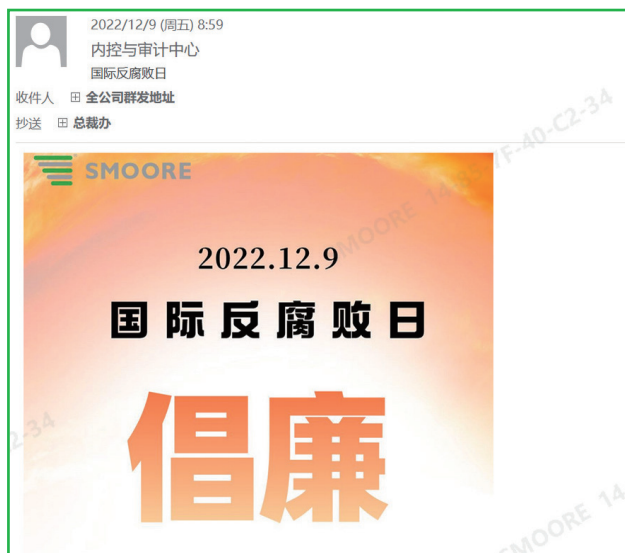 2022/12/9 (周五) 8:59
内控与审计中心
国际反腐败日
收件人 全公司群发地址
抄送 总裁办
SMOORE
2022.12.9
国际反腐败日
倡廉